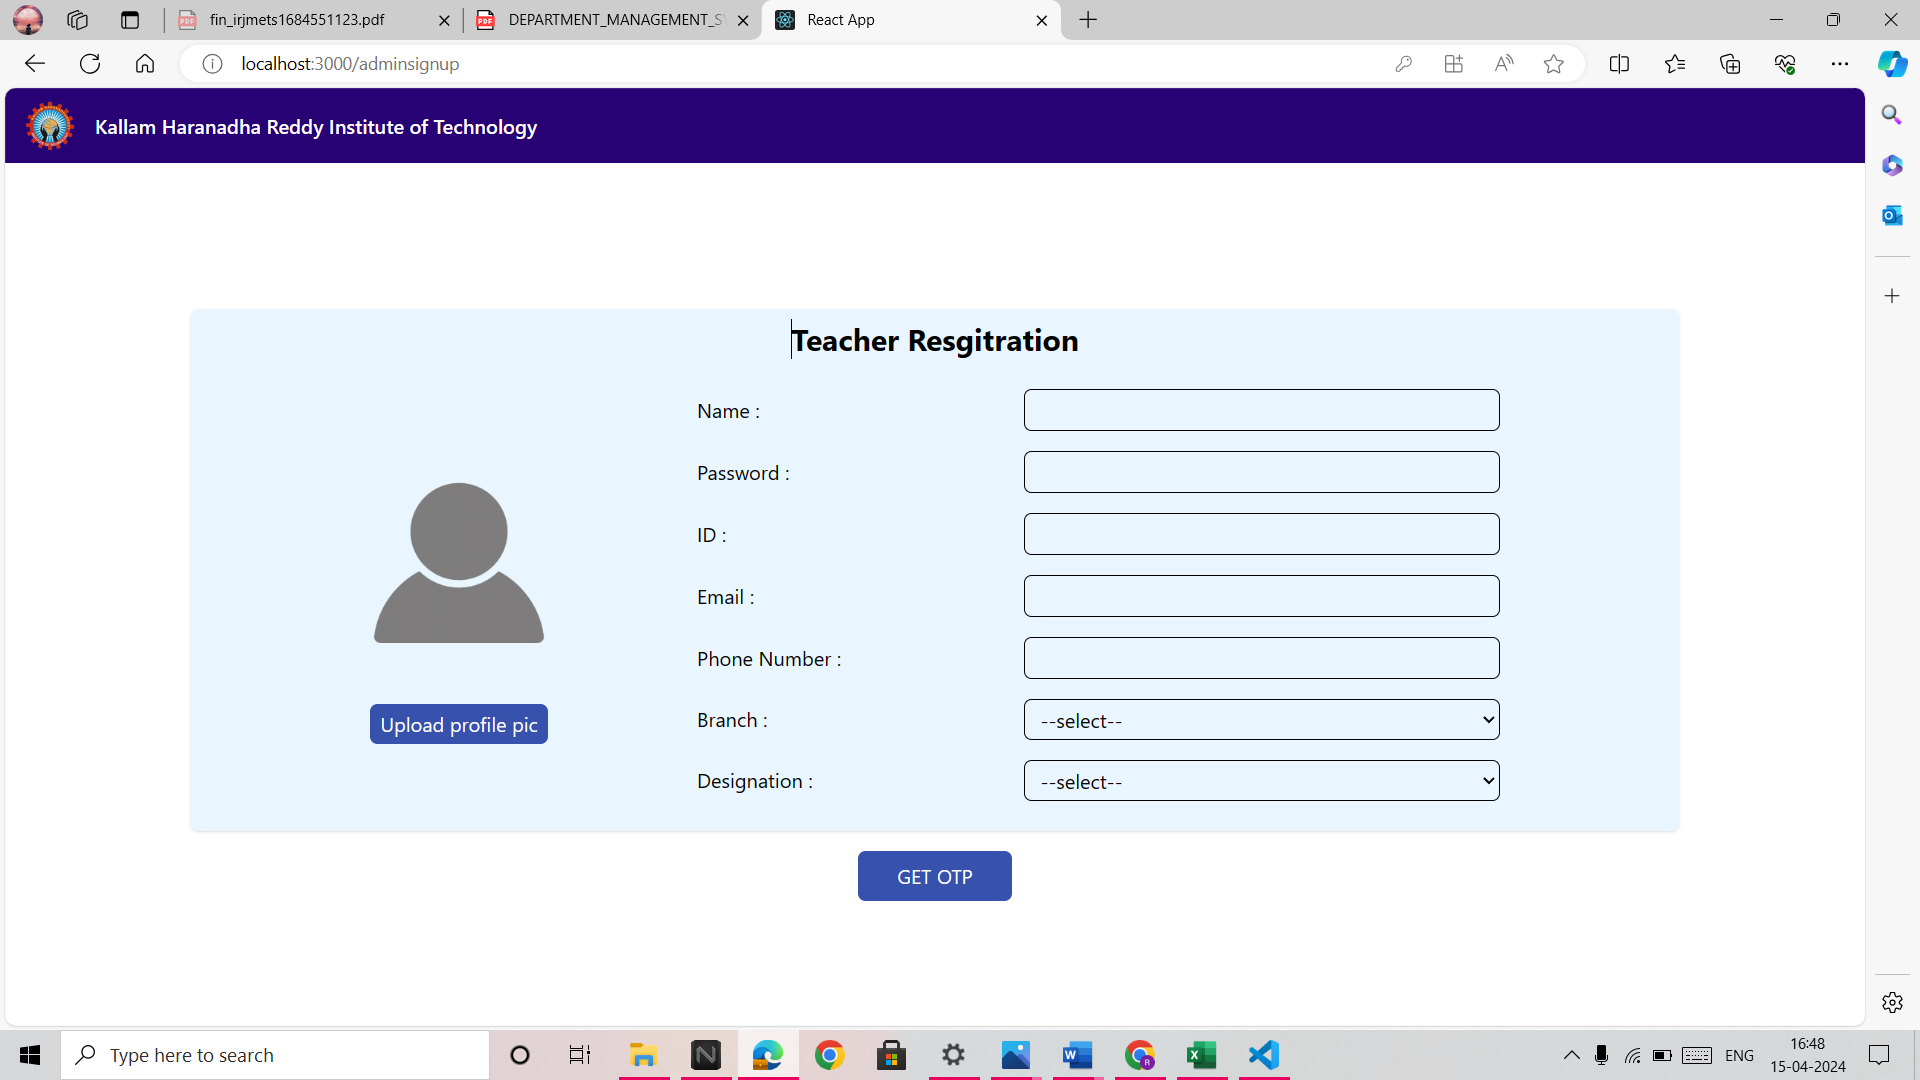 fin_irjmets1684551123.pdf
DEPARTMENT_MANAGEMENT_S
React App
localhost:3000/adminsignup
Kallam Haranadha Reddy Institute of Technology
Teacher Resgitration
Name :
Password :
ID :
Email :
Phone Number :
Branch :
--select--
Designation :
--select--
Upload profile pic
GET OTP
Type here to search
ENG
16:48
15-04-2024